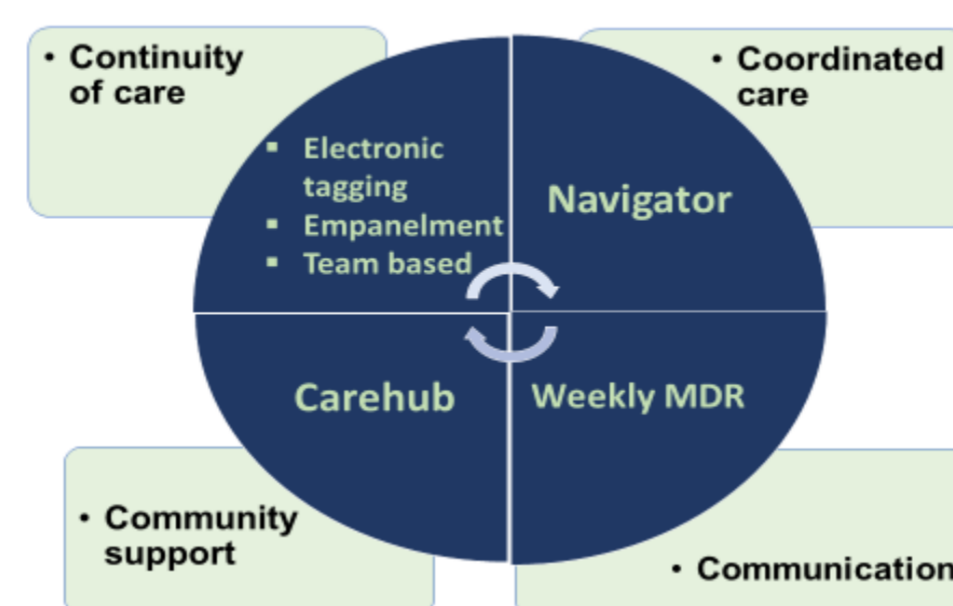 • Continuity
of care
• Coordinated
care
▪ Electronic
tagging
▪ Empanelment
▪ Team based
Navigator
Carehub
Weekly MDR
• Community
support
• Communication